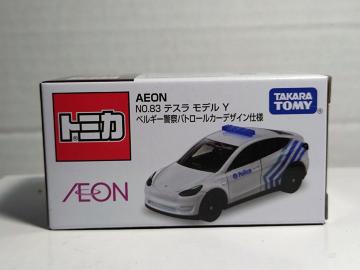 AEON
NO.83 テスラ モデル Y
ベルギー警察パトロールカーデザイン仕様
TAKARA
TOMY
トミカ
Police
ÆON